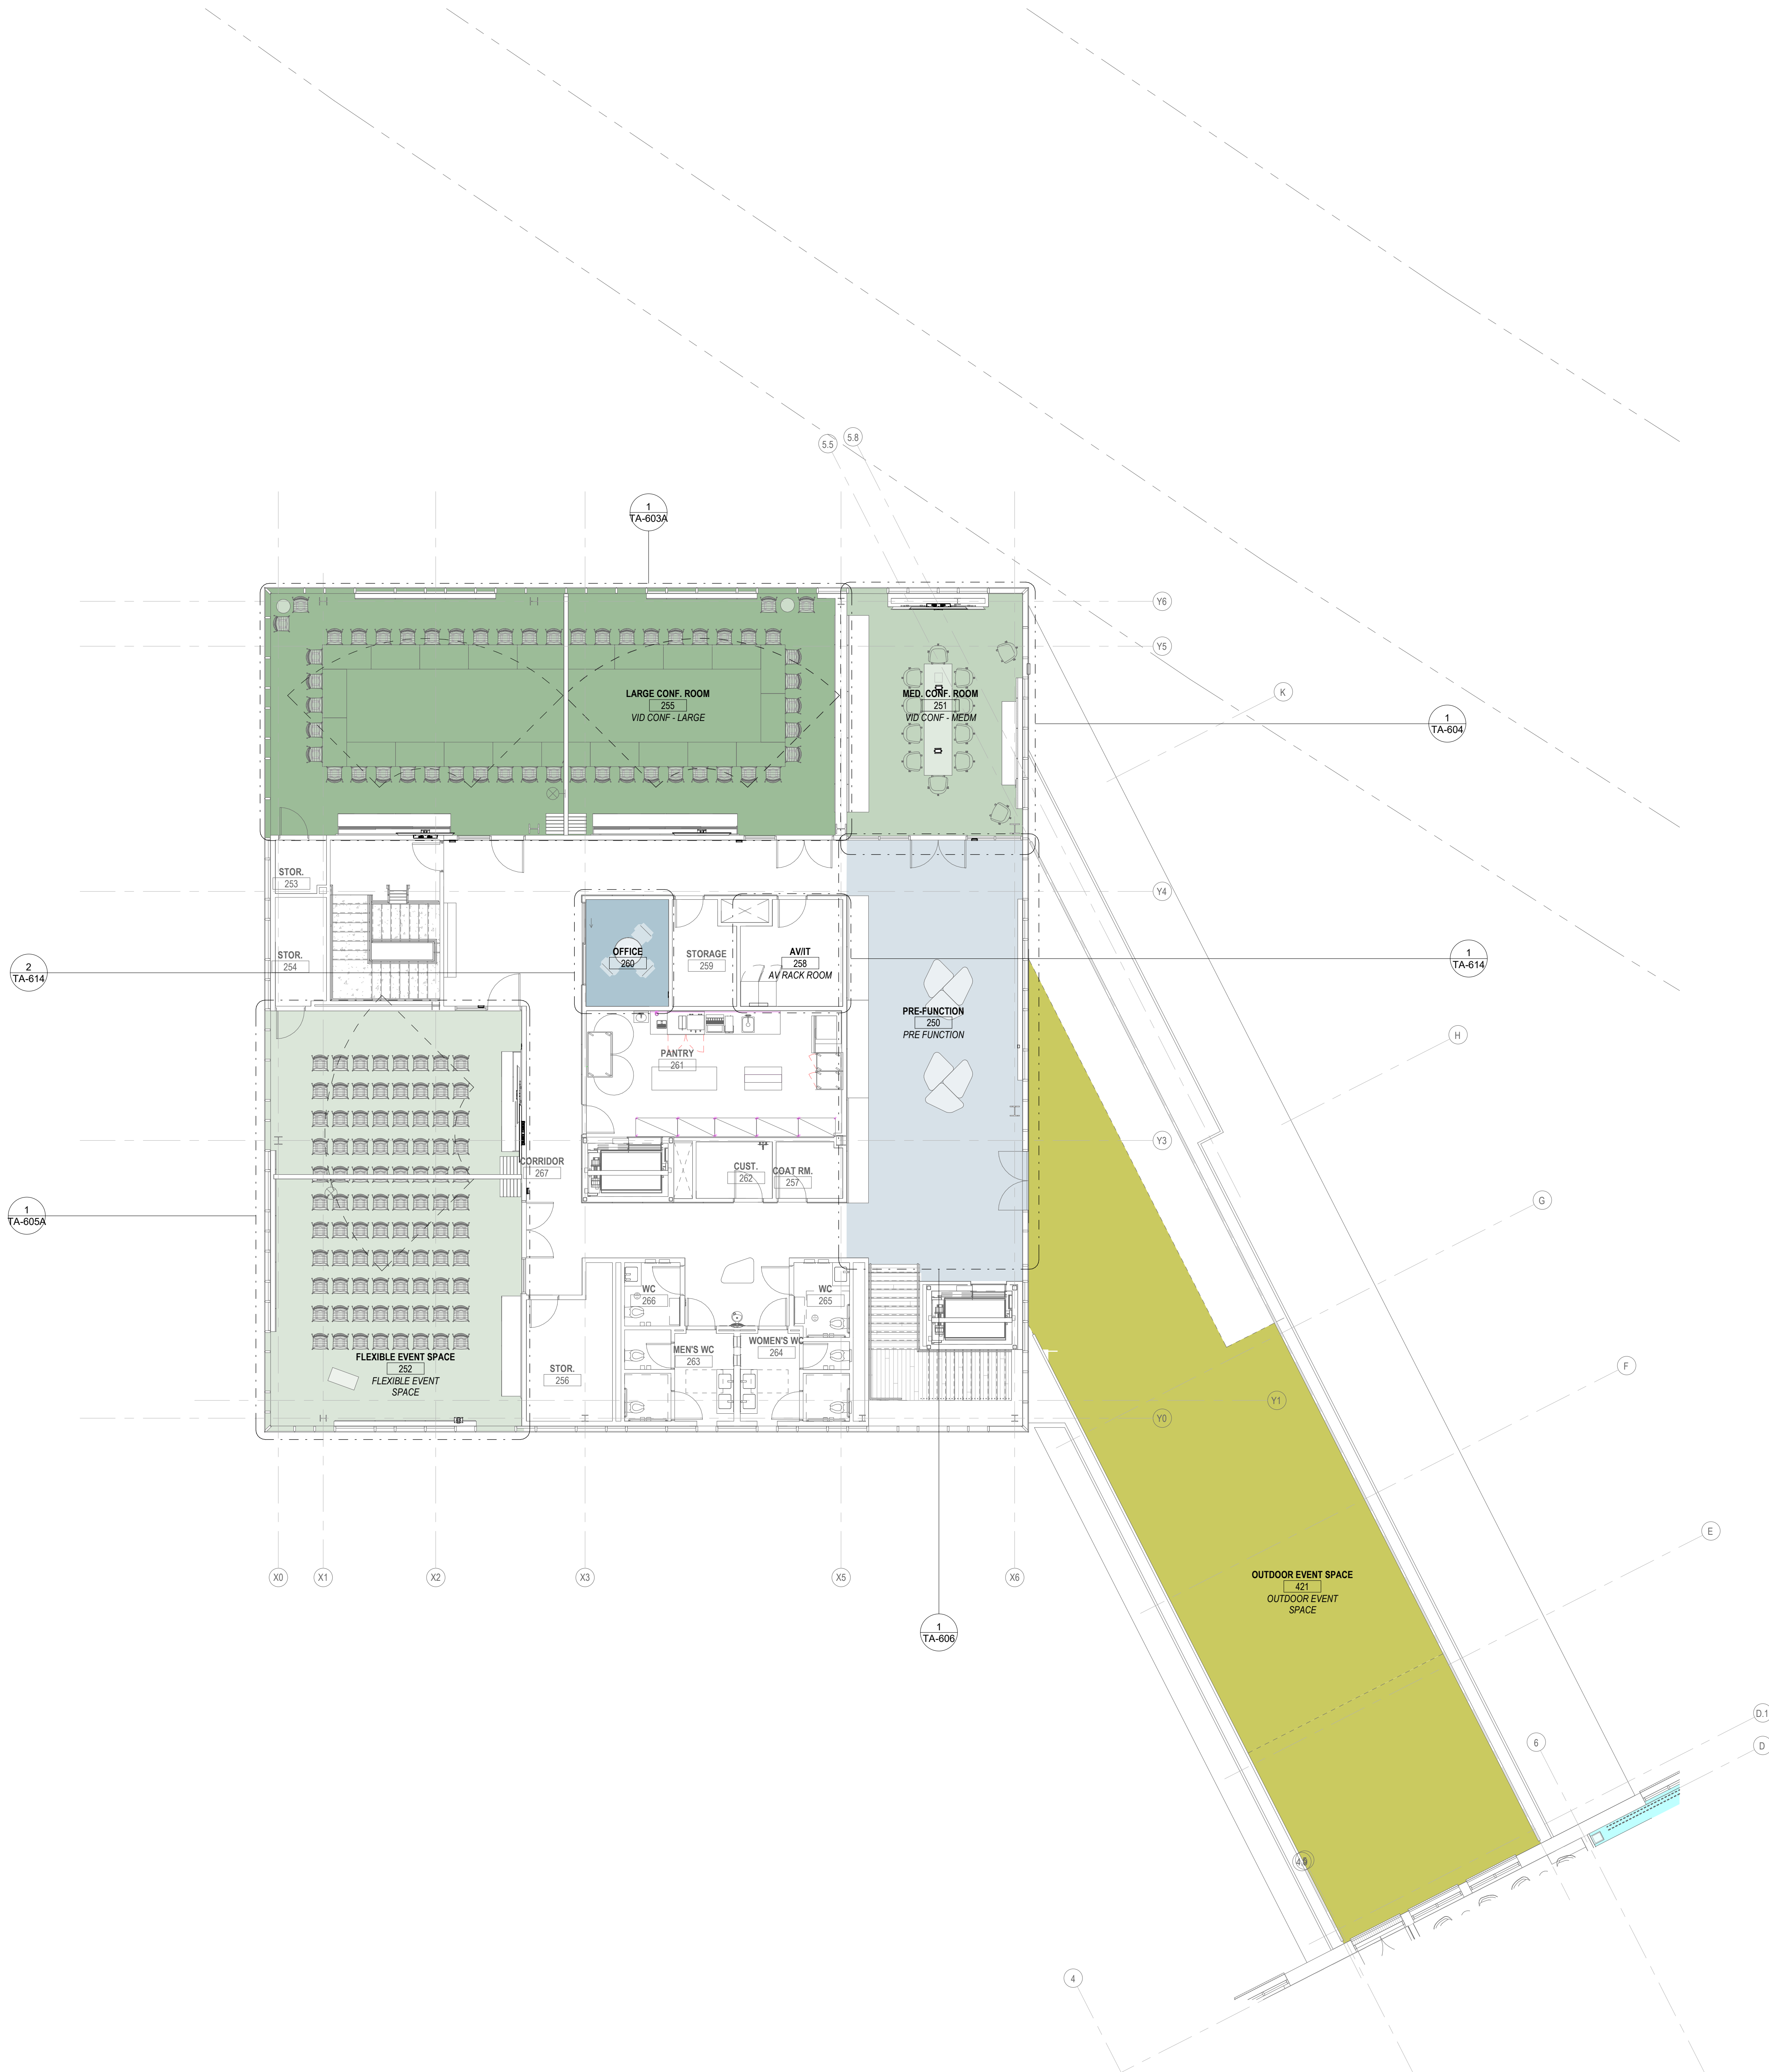 5.5
5.8
1
TA-603A
Y6
Y5
K
LARGE CONF. ROOM
255
VID CONF - LARGE
MED. CONF. ROOM
251
VID CONF - MEDM
1
TA-604
STOR.
253
Y4
STOR.
254
OFFICE
260
STORAGE
259
AV/IT
258
AV RACK ROOM
2
TA-614
1
TA-614
PRE-FUNCTION
250
PRE FUNCTION
H
PANTRY
261
Y3
CORRIDOR
267
CUST.
262
COAT RM.
257
G
1
TA-605A
WC
266
WC
265
MEN'S WC
263
WOMEN'S WC
264
FLEXIBLE EVENT SPACE
252
FLEXIBLE EVENT
SPACE
STOR.
256
F
Y1
Y0
E
X0
X1
X2
X3
X5
X6
OUTDOOR EVENT SPACE
421
OUTDOOR EVENT
SPACE
1
TA-606
D.1
6
D
4